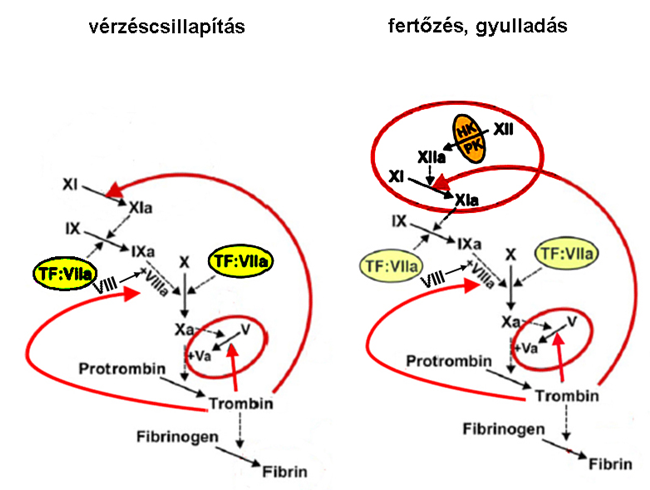 vérzéscsillapítás
XI
XIa
IX
IXa
TF:VIIa
VIII
+VIIIa
X
TF:VIIa
Xa
V
+Va
Protrombin
Trombin
Fibrinogen
Fibrin
fertőzés, gyulladás
HK
PK
XII
XIIa
XI
XIa
IX
IXa
TF:VIIa
VIII
+VIIIa
X
TF:VIIa
Xa
V
+Va
Protrombin
Trombin
Fibrinogen
Fibrin